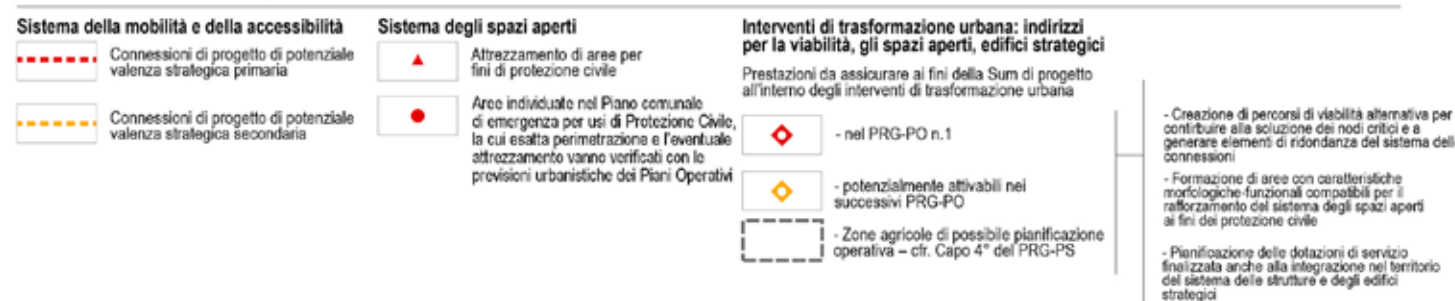 Sistema della mobilità e della accessibilità
Connessioni di progetto di potenziale
valenza strategica primaria
Connessioni di progetto di potenziale
valenza strategica secondaria
Sistema degli spazi aperti
Attrezzamento di aree per
fini di protezione civile
Aree individuate nel Piano comunale
di emergenza per usi di Protezione Civile,
la cui esatta perimetrazione e l'eventuale
attrezzamento vanno verificati con le
previsioni urbanistiche dei Piani Operativi
Interventi di trasformazione urbana: indirizzi
per la viabilità, gli spazi aperti, edifici strategici
Prestazioni da assicurare ai fini della Sum di progetto
all'interno degli interventi di trasformazione urbana
- nel PRG-PO n.1
- potenzialmente attivabili nei
successivi PRG-PO
- Zone agricole di possibile pianificazione
operativa – cfr. Capo 4° del PRG-PS
- Creazione di percorsi di viabilità alternativa per
contirbuire alla soluzione dei nodi critici e a
generare elementi di ridondanza del sistema dell
connessioni
- Formazione di aree con caratteristiche
morfologiche-funzionali compatibili per il
rafforzamento del sistema degli spazi aperti
ai fini dei protezione civile
- Pianificazione delle dotazioni di servizio
finalizzata anche alla integrazione nel territorio
del sistema delle strutture e degli edifici
strategici